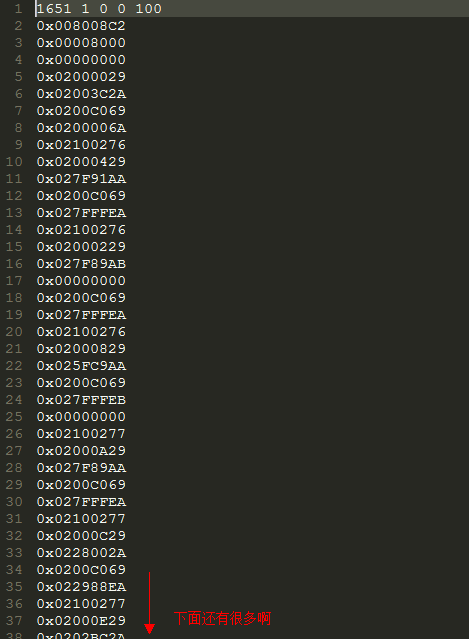 1 1651 1 0 0 100
2 0x008008C2
3 0x00008000
4 0x00000000
5 0x02000029
6 0x02003C2A
7 0x0200C069
8 0x0200006A
9 0x02100276
10 0x02000429
11 0x027F91AA
12 0x0200C069
13 0x027FFFEA
14 0x02100276
15 0x02000229
16 0x027F89AB
17 0x00000000
18 0x0200C069
19 0x027FFFEA
20 0x02100276
21 0x02000829
22 0x025FC9AA
23 0x0200C069
24 0x027FFFEB
25 0x00000000
26 0x02100277
27 0x02000A29
28 0x027F89AA
29 0x0200C069
30 0x027FFFEA
31 0x02100277
32 0x02000C29
33 0x0228002A
34 0x0200C069
35 0x022988EA
36 0x02100277
37 0x02000E29
下面还有很多啊
38 0x0202BC2A